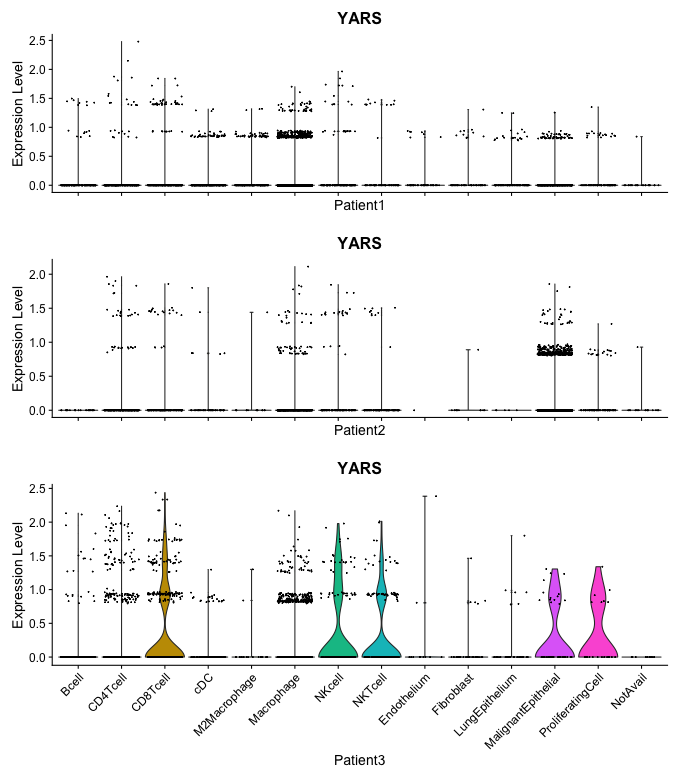 YARS
2.5
2.0
1.5
1.0
0.5
0.0
Expression Level
Patient1
YARS
2.0
1.5
1.0
0.5
0.0
Expression Level
Patient2
YARS
2.5
2.0
1.5
1.0
0.5
0.0
Expression Level
Bcell
CD4Tcell
CD8Tcell
cDC
M2Macrophage
Macrophage
NKcell
NKTcell
Endothelium
Fibroblast
LungEpithelium
MalignantEpithelial
ProliferatingCell
NotAvail
Patient3